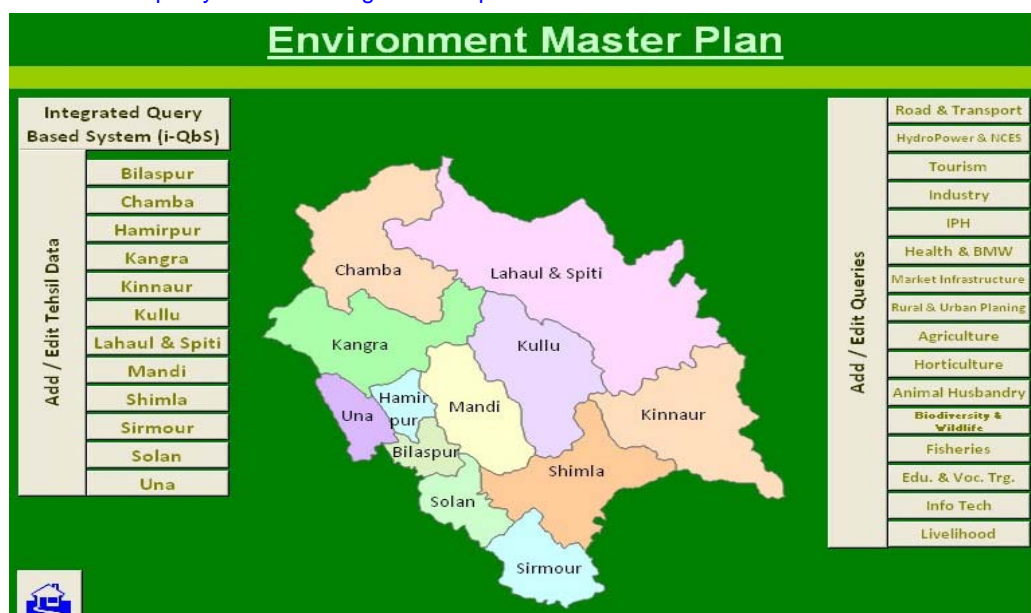 Environment Master Plan
Integrated Query
Based System (i-QbS)
Add / Edit Tehsil Data
Bilaspur
Chamba
Hamirpur
Kangra
Kinnaur
Kullu
Lahaul & Spiti
Mandi
Shimla
Sirmour
Solan
Una
Chamba
Lahaul & Spiti
Kangra
Kullu
Una
Hamir
pur
Mandi
Kinnaur
Bilaspur
Shimla
Solan
Sirmour
Add / Edit Queries
Road & Transport
HydroPower & NCES
Tourism
Industry
IPH
Health & BMW
Market Infrastructure
Rural & Urban Planing
Agriculture
Horticulture
Animal Husbandry
Biodiversity &
Wildlife
Fisheries
Edu. & Voc. Trg.
Info Tech
Livelihood